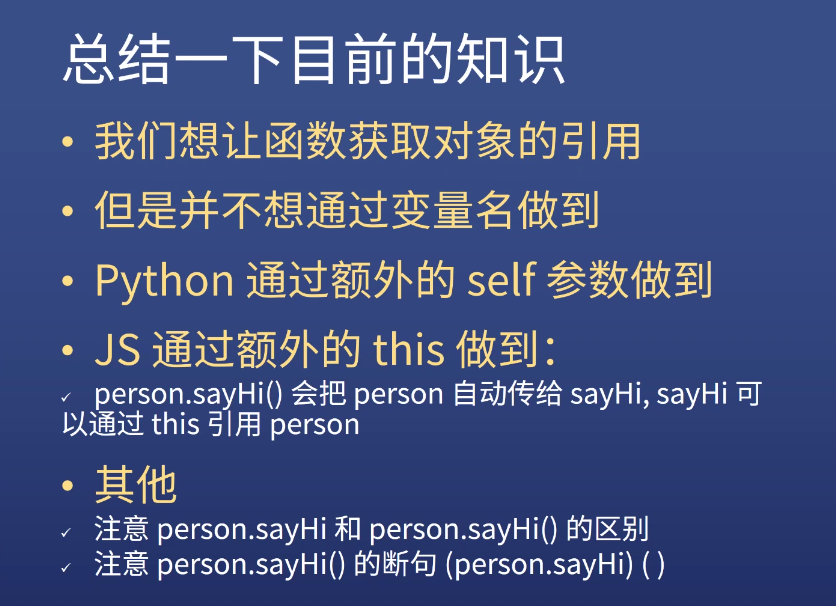 总结一下目前的知识
• 我们想让函数获取对象的引用
• 但是并不想通过变量名做到
• Python 通过额外的 self 参数做到
• JS 通过额外的 this 做到：
✓ person.sayHi() 会把 person 自动传给 sayHi, sayHi 可
以通过 this 引用 person
• 其他
✓ 注意 person.sayHi 和 person.sayHi() 的区别
✓ 注意 person.sayHi() 的断句 (person.sayHi) ( )